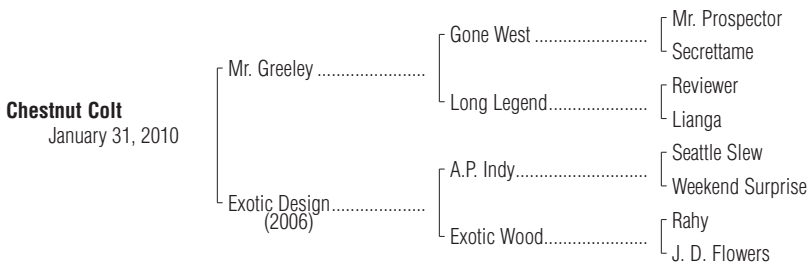 Mr. Prospector
Gone West ........................
Secrettame
Mr. Greeley .......................
Reviewer
Long Legend.....................
Lianga
Chestnut Colt
January 31, 2010
Seattle Slew
A.P. Indy............................
Weekend Surprise
Exotic Design....................
(2006)
Rahy
Exotic Wood......................
J. D. Flowers